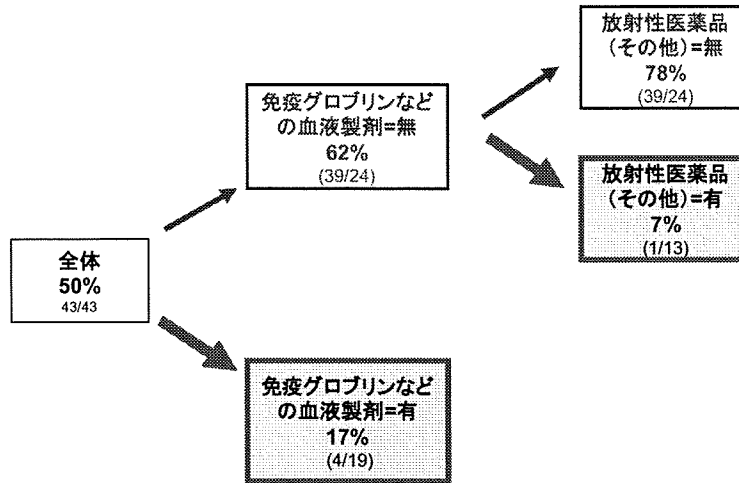 全体
50%
43/43
免疫グロブリンなど
の血液製剤=無
62%
(39/24)
免疫グロブリンなど
の血液製剤=有
17%
(4/19)
放射性医薬品
(その他)=無
78%
(39/24)
放射性医薬品
(その他)=有
7%
(1/13)